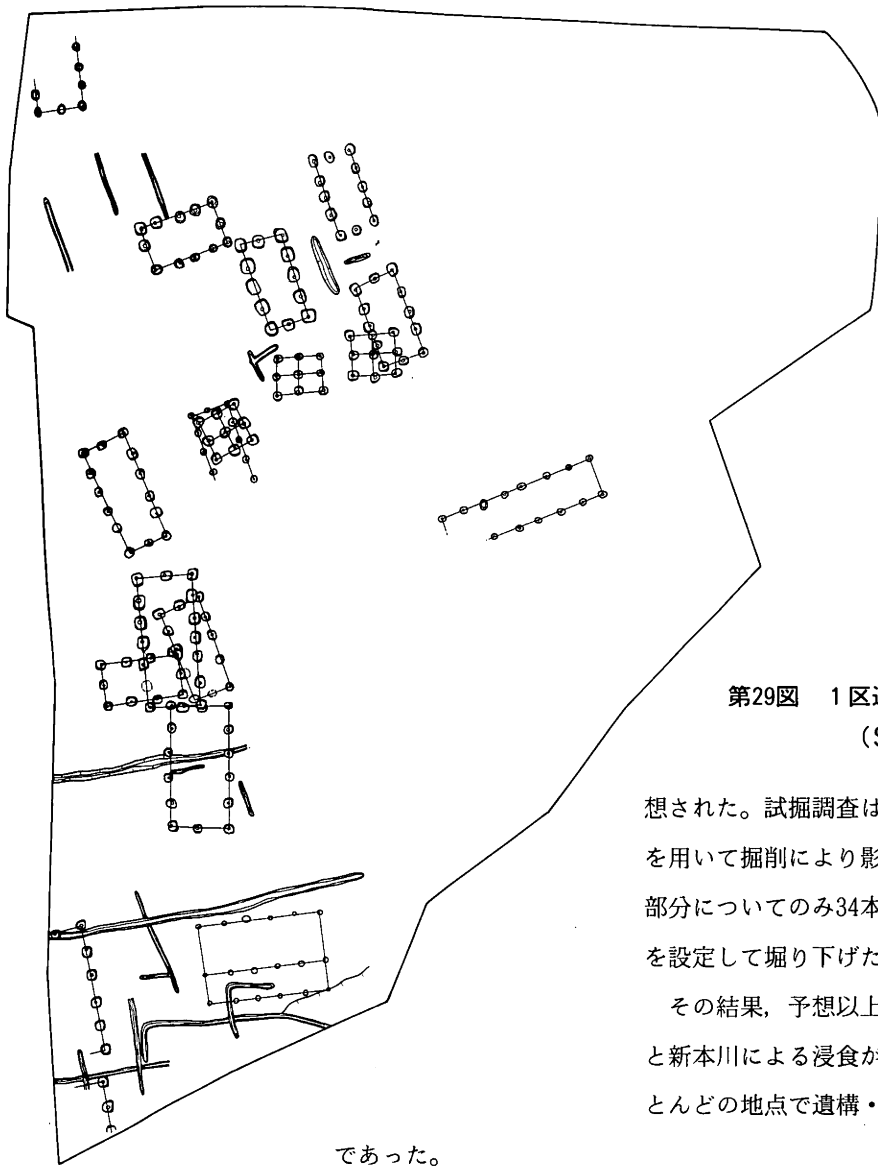 第29図　1区
（S
想された。試掘調査は
を用いて掘削により影
部分についてのみ34本
を設定して堀り下げた
　その結果，予想以上
と新本川による浸食が
とんどの地点で遺構・
であった。